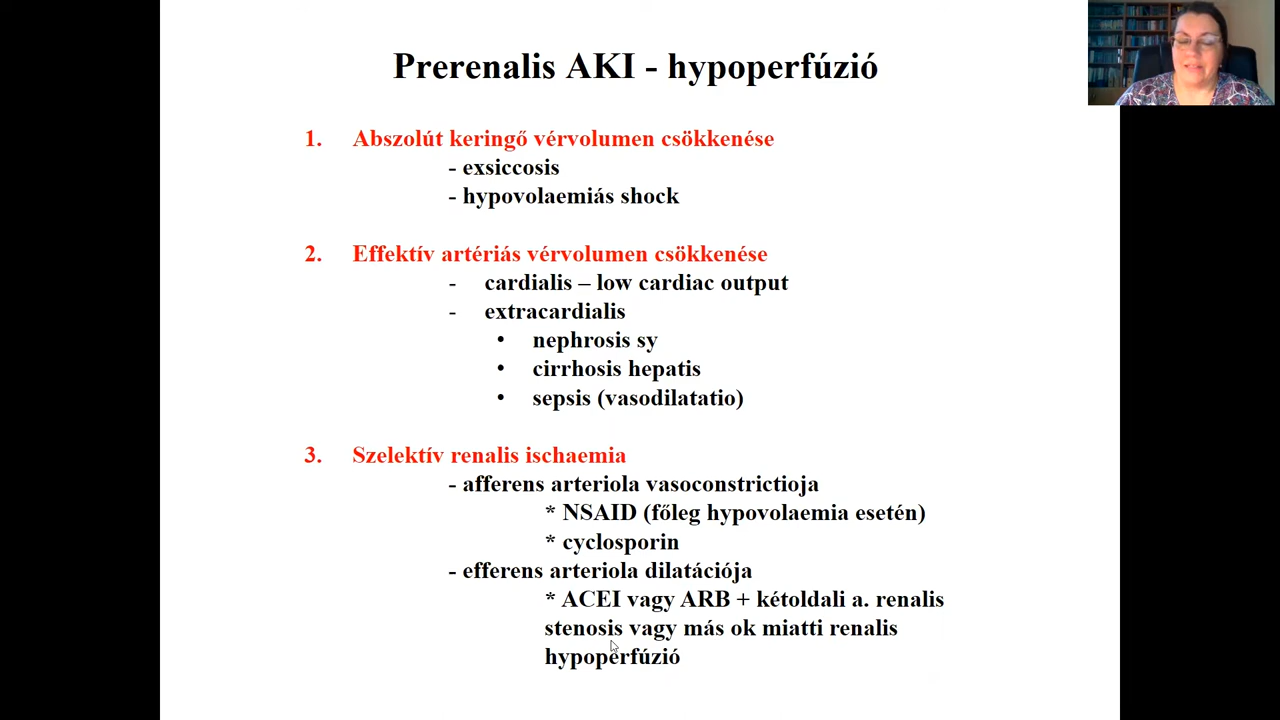 Prerenalis AKI - hypoperfúzió
1. Abszolút keringő vérvolumen csökkenése
- exsiccosis
- hypovolaemiás shock
2. Effektív artériás vérvolumen csökkenése
- cardialis – low cardiac output
- extracardialis
• nephrosis sy
• cirrhosis hepatis
• sepsis (vasodilatatio)
3. Szelektív renalis ischaemia
- afferens arteriola vasoconstrictioja
* NSAID (főleg hypovolaemia esetén)
* cyclosporin
- efferens arteriola dilatációja
* ACEI vagy ARB + kétoldali a. renalis
stenosis vagy más ok miatti renalis
hypoperfúzió